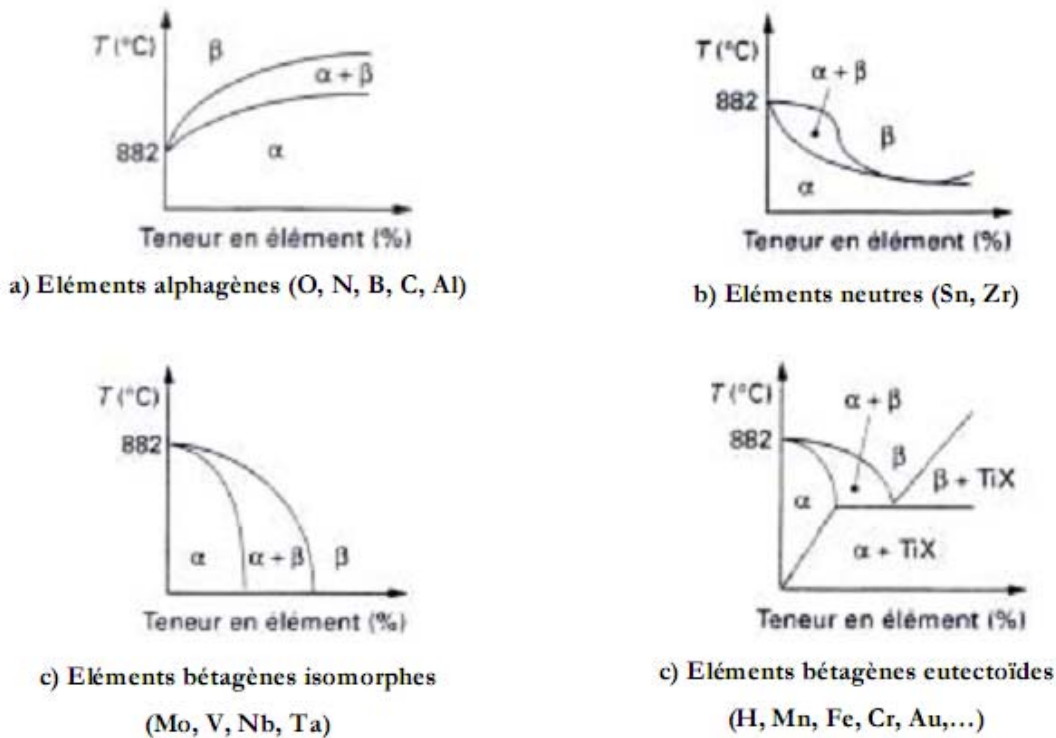 T (°C)
β
α + β
882
α
Teneur en élément (%)
a) Eléments alphagènes (O, N, B, C, Al)
T (°C)
α + β
882
β
α
Teneur en élément (%)
b) Eléments neutres (Sn, Zr)
T (°C)
882
α
α + β
β
Teneur en élément (%)
c) Eléments bétagènes isomorphes
(Mo, V, Nb, Ta)
T (°C)
α + β
882
β
β + TiX
α
α + TiX
Teneur en élément (%)
c) Eléments bétagènes eutectoïdes
(H, Mn, Fe, Cr, Au,…)